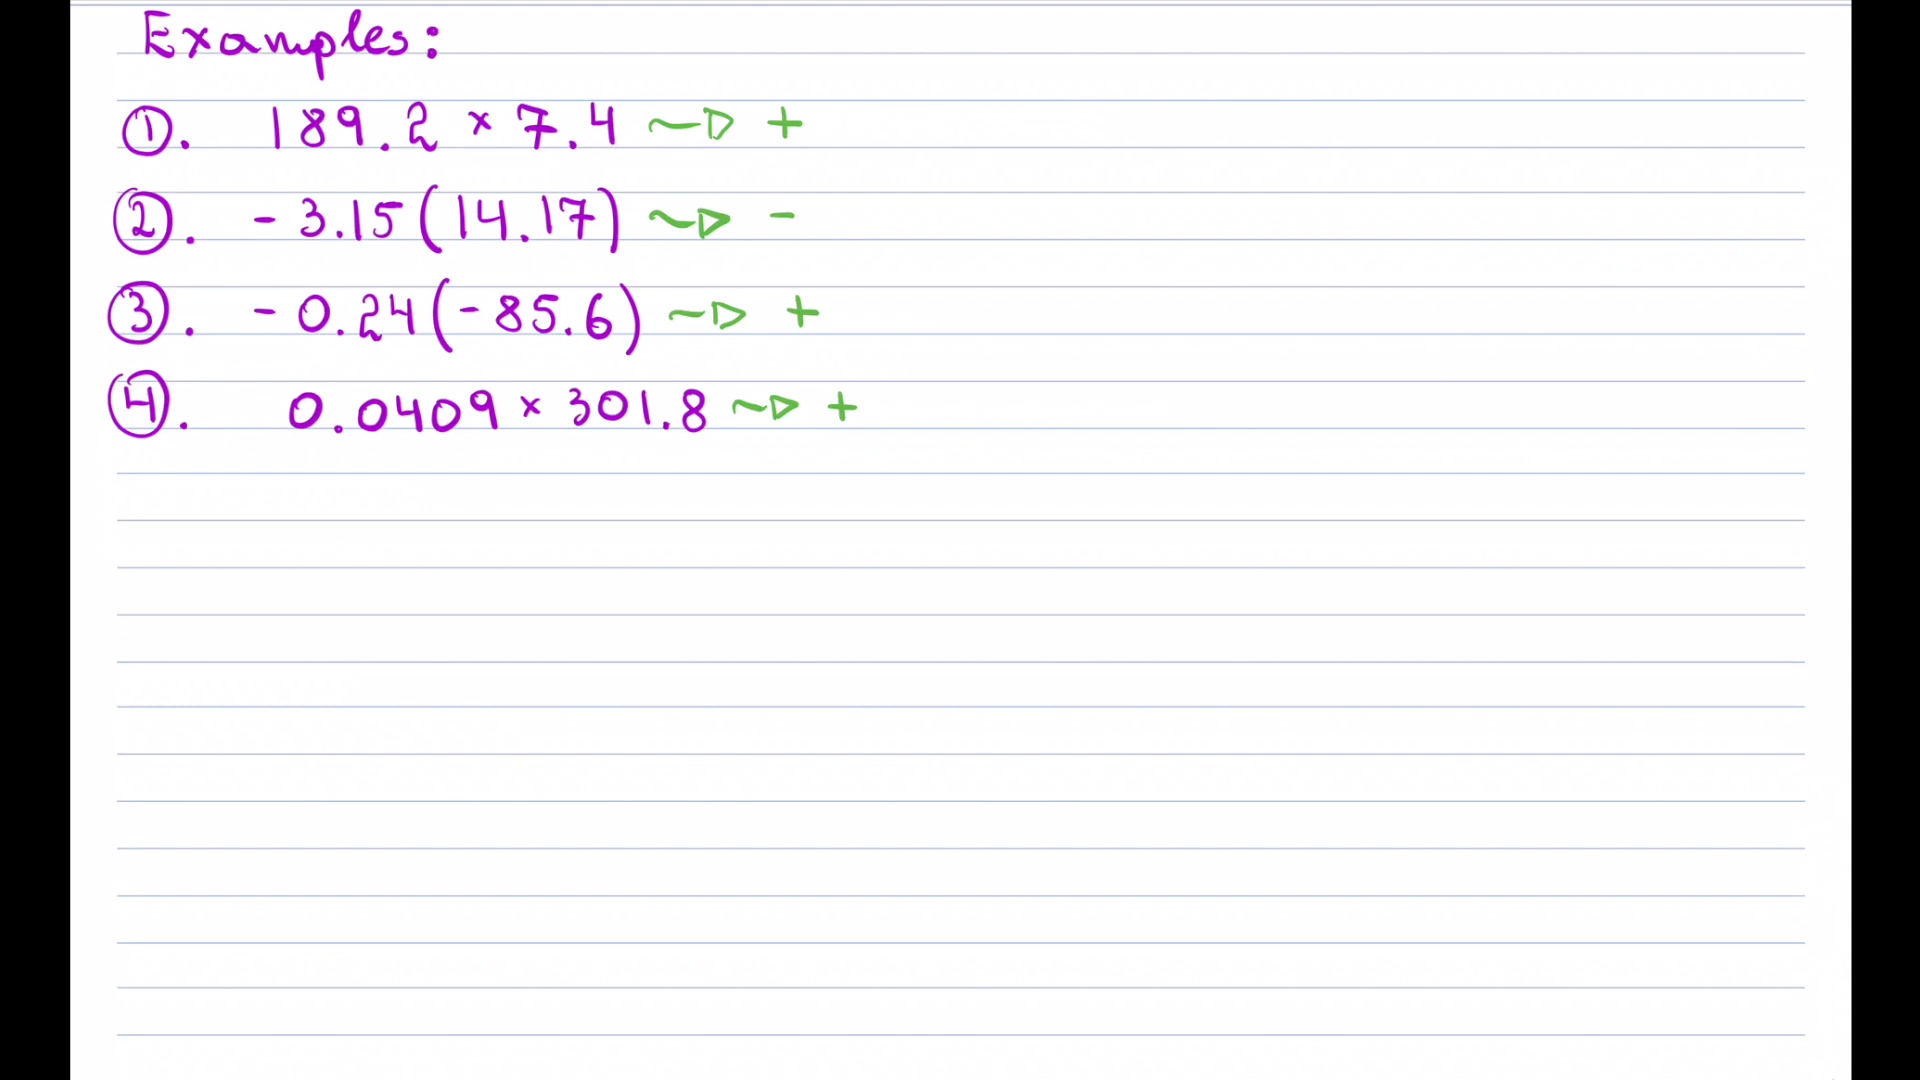 Examples:
①. 189.2 × 7.4 ~▷ +
②. - 3.15 (14.17) ~▷ -
③. - 0.24 (-85.6) ~▷ +
④. 0.0409 × 301.8 ~▷ +